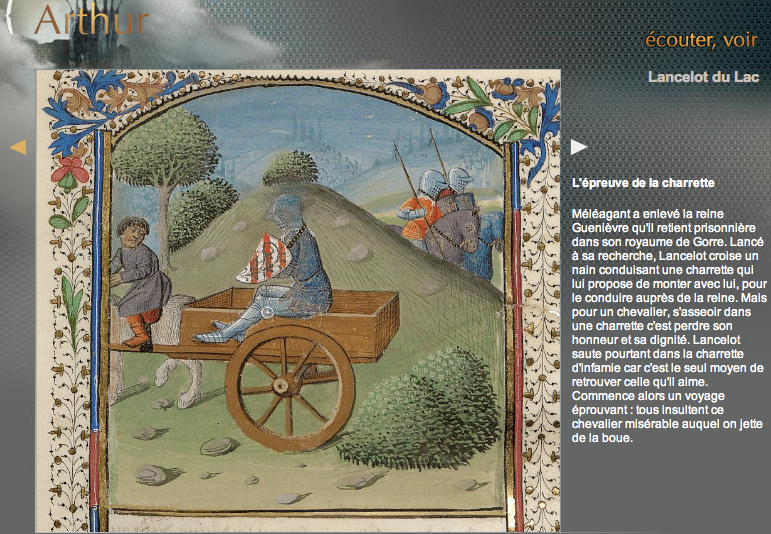 Arthur
écouter, voir
Lancelot du Lac
L'épreuve de la charrette
Méléagant a enlevé la reine
Guenièvre qu'il retient prisonnière
dans son royaume de Gorre. Lancé
à sa recherche, Lancelot croise un
nain conduisant une charrette qui
lui propose de monter avec lui, pour
le conduire auprès de la reine. Mais
pour un chevalier, s'asseoir dans
une charrette c'est perdre son
honneur et sa dignité. Lancelot
saute pourtant dans la charrette
d'infamie car c'est le seul moyen de
retrouver celle qu'il aime.
Commence alors un voyage
éprouvant : tous insultent ce
chevalier misérable auquel on jette
de la boue.